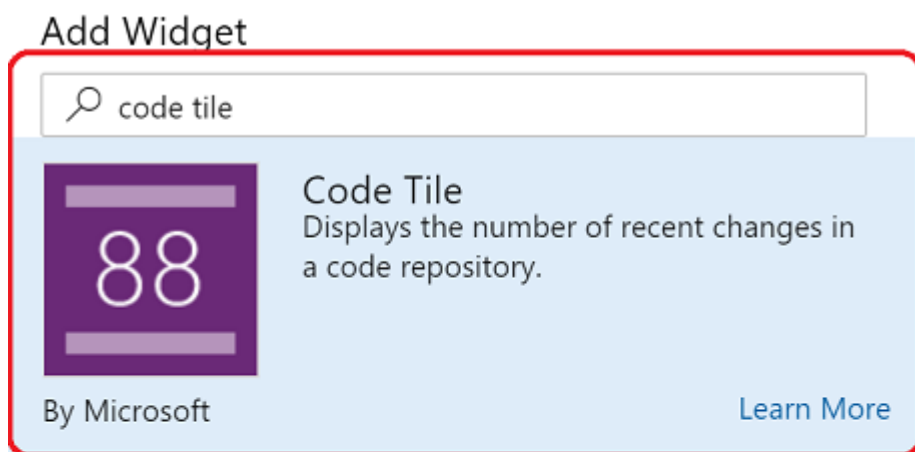 Add Widget
code tile
Code Tile
Displays the number of recent changes in
a code repository.
88
By Microsoft
Learn More